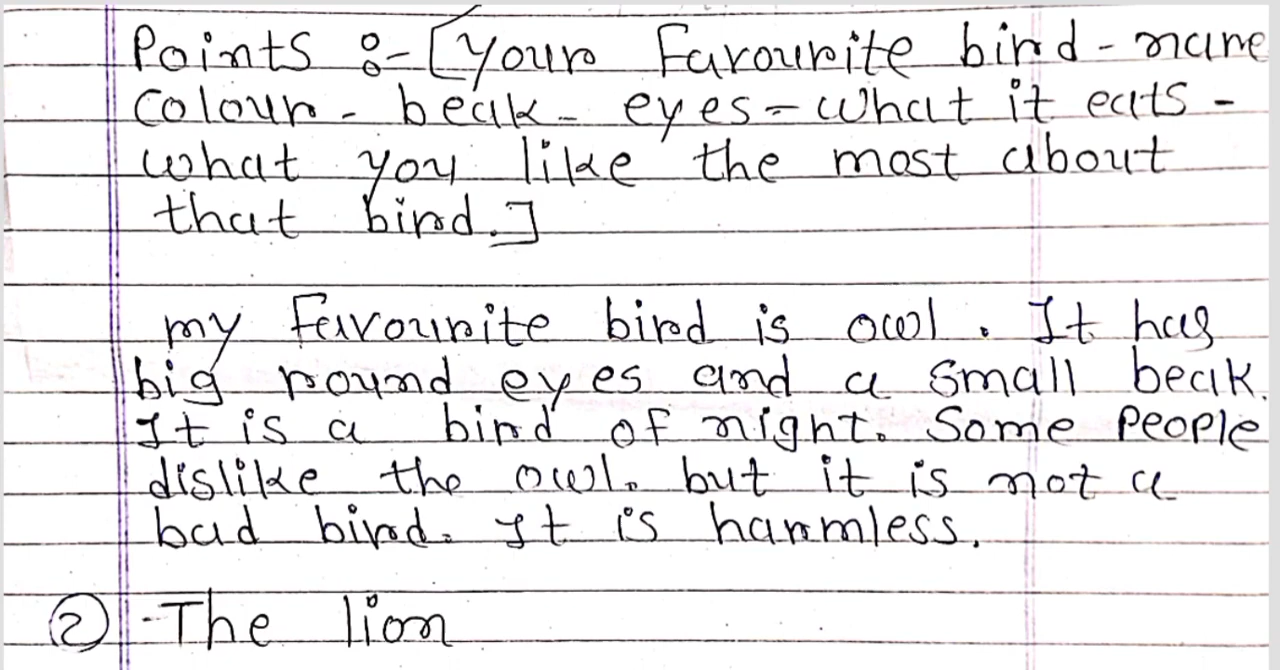 Points :- [Your Favourite bird - name
Colour - beak - eyes - what it eats -
what you like the most about
that bird.]
my Favourite bird is owl. It has
big round eyes and a small beak.
It is a bird of night. Some People
dislike the owl. but it is not a
bad bird. It is harmless.
② The lion